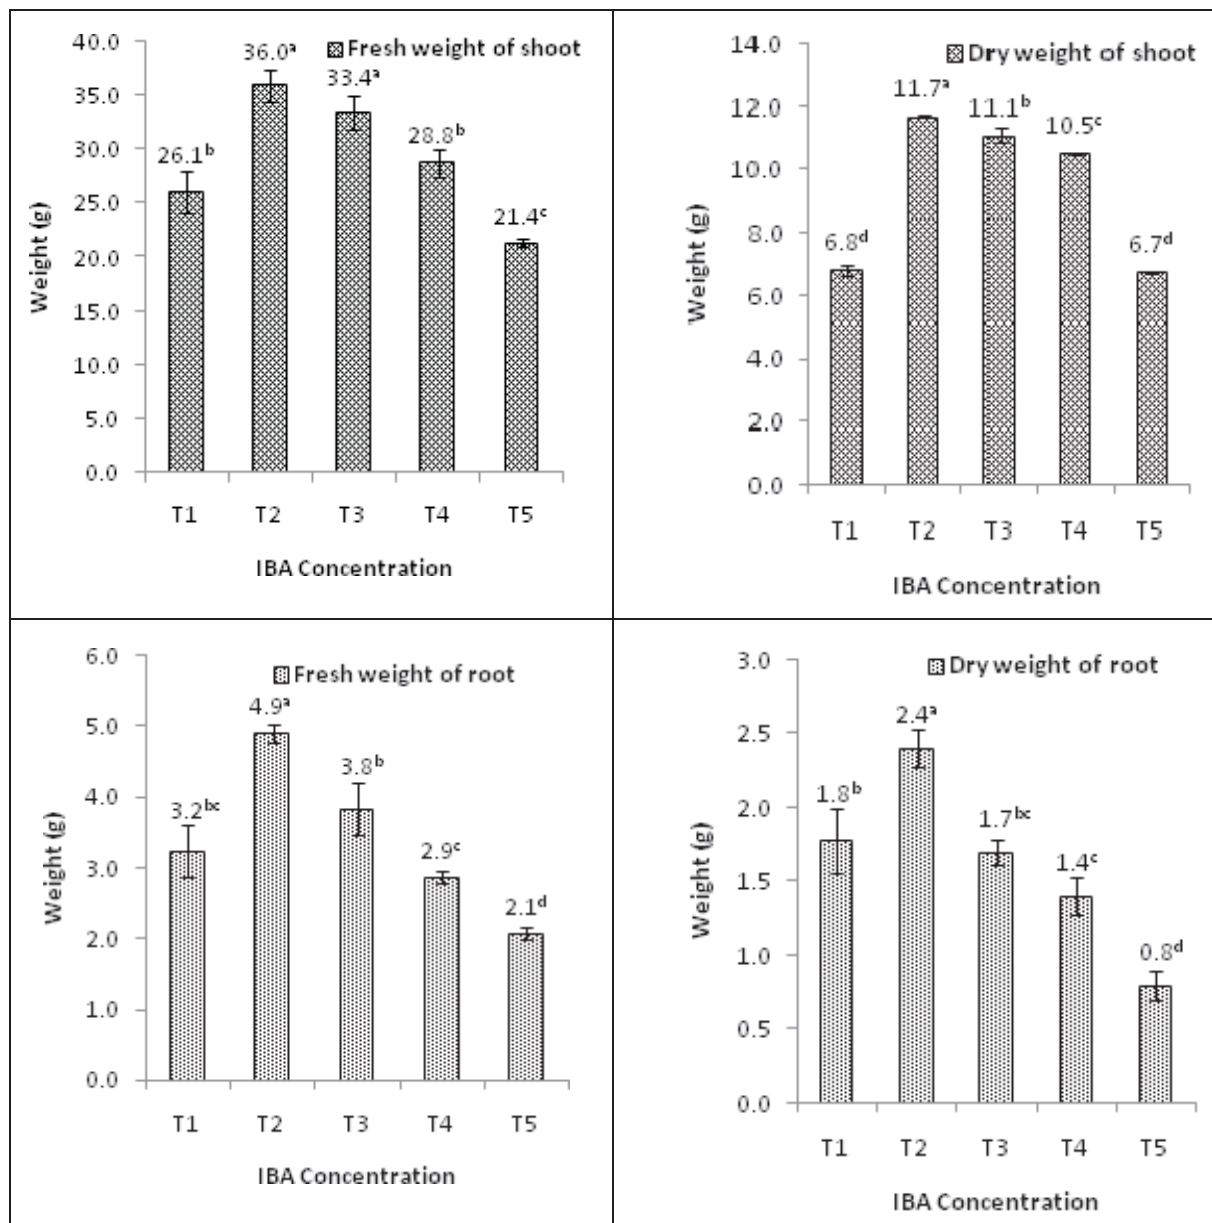 Fresh weight of shoot
40.0
35.0
30.0
25.0
20.0
15.0
10.0
5.0
0.0
Weight (g)
26.1ᵇ
36.0ᵃ
33.4ᵃ
28.8ᵇ
21.4ᶜ
T1 T2 T3 T4 T5
IBA Concentration
Dry weight of shoot
14.0
12.0
10.0
8.0
6.0
4.0
2.0
0.0
Weight (g)
6.8ᵈ
11.7ᵃ
11.1ᵇ
10.5ᶜ
6.7ᵈ
T1 T2 T3 T4 T5
IBA Concentration
Fresh weight of root
6.0
5.0
4.0
3.0
2.0
1.0
0.0
Weight (g)
3.2ᵇᶜ
4.9ᵃ
3.8ᵇ
2.9ᶜ
2.1ᵈ
T1 T2 T3 T4 T5
IBA Concentration
Dry weight of root
3.0
2.5
2.0
1.5
1.0
0.5
0.0
Weight (g)
1.8ᵇ
2.4ᵃ
1.7ᵇᶜ
1.4ᶜ
0.8ᵈ
T1 T2 T3 T4 T5
IBA Concentration